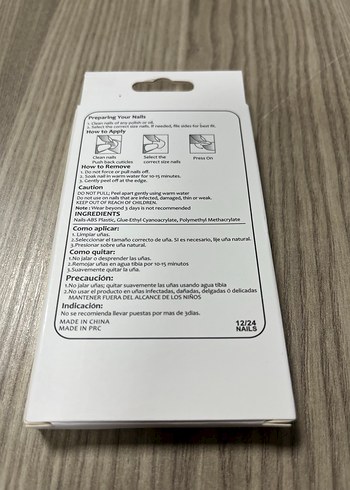 Preparing Your Nails
1. Clean nails of any polish or oil.
2. Select the correct size nails, if needed, file sides for best fit.
How to Apply
Clean nails
Push back cuticles
Select the
correct size nails
Press On
How to Remove
1. Do not force or pull nails off.
2. Soak nail in warm water for 10-15 minutes.
3. Gently peel off at the edge.
Caution
DO NOT PULL; Peel apart gently using warm water
Do not use on nails that are infected, damaged, thin or weak.
KEEP OUT OF REACH OF CHILDREN.
Note : Wear beyond 3 days is not recommended
INGREDIENTS
Nails-ABS Plastic, Glue-Ethyl Cyanoacrylate, Polymethyl Methacrylate
Como aplicar:
1. Limpiar uñas.
2.Seleccionar el tamaño correcto de uña. Si es necesario, lije uña natural.
3.Presionar sobre uña natural.
Como quitar:
1.No jalar o desprender las uñas.
2.Remojar uñas en agua tibia por 10-15 minutos
3.Suavemente quitar la uña.
Precaución:
1.No jalar uñas; quitar suavemente las uñas usando agua tibia
2.No usar el producto en uñas infectadas, dañadas, delgadas ó delicadas
MANTENER FUERA DEL ALCANCE DE LOS NIÑOS
Indicación:
No se recomienda llevar puestas por mas de 3dias.
MADE IN CHINA
MADE IN PRC
12/24
NAILS